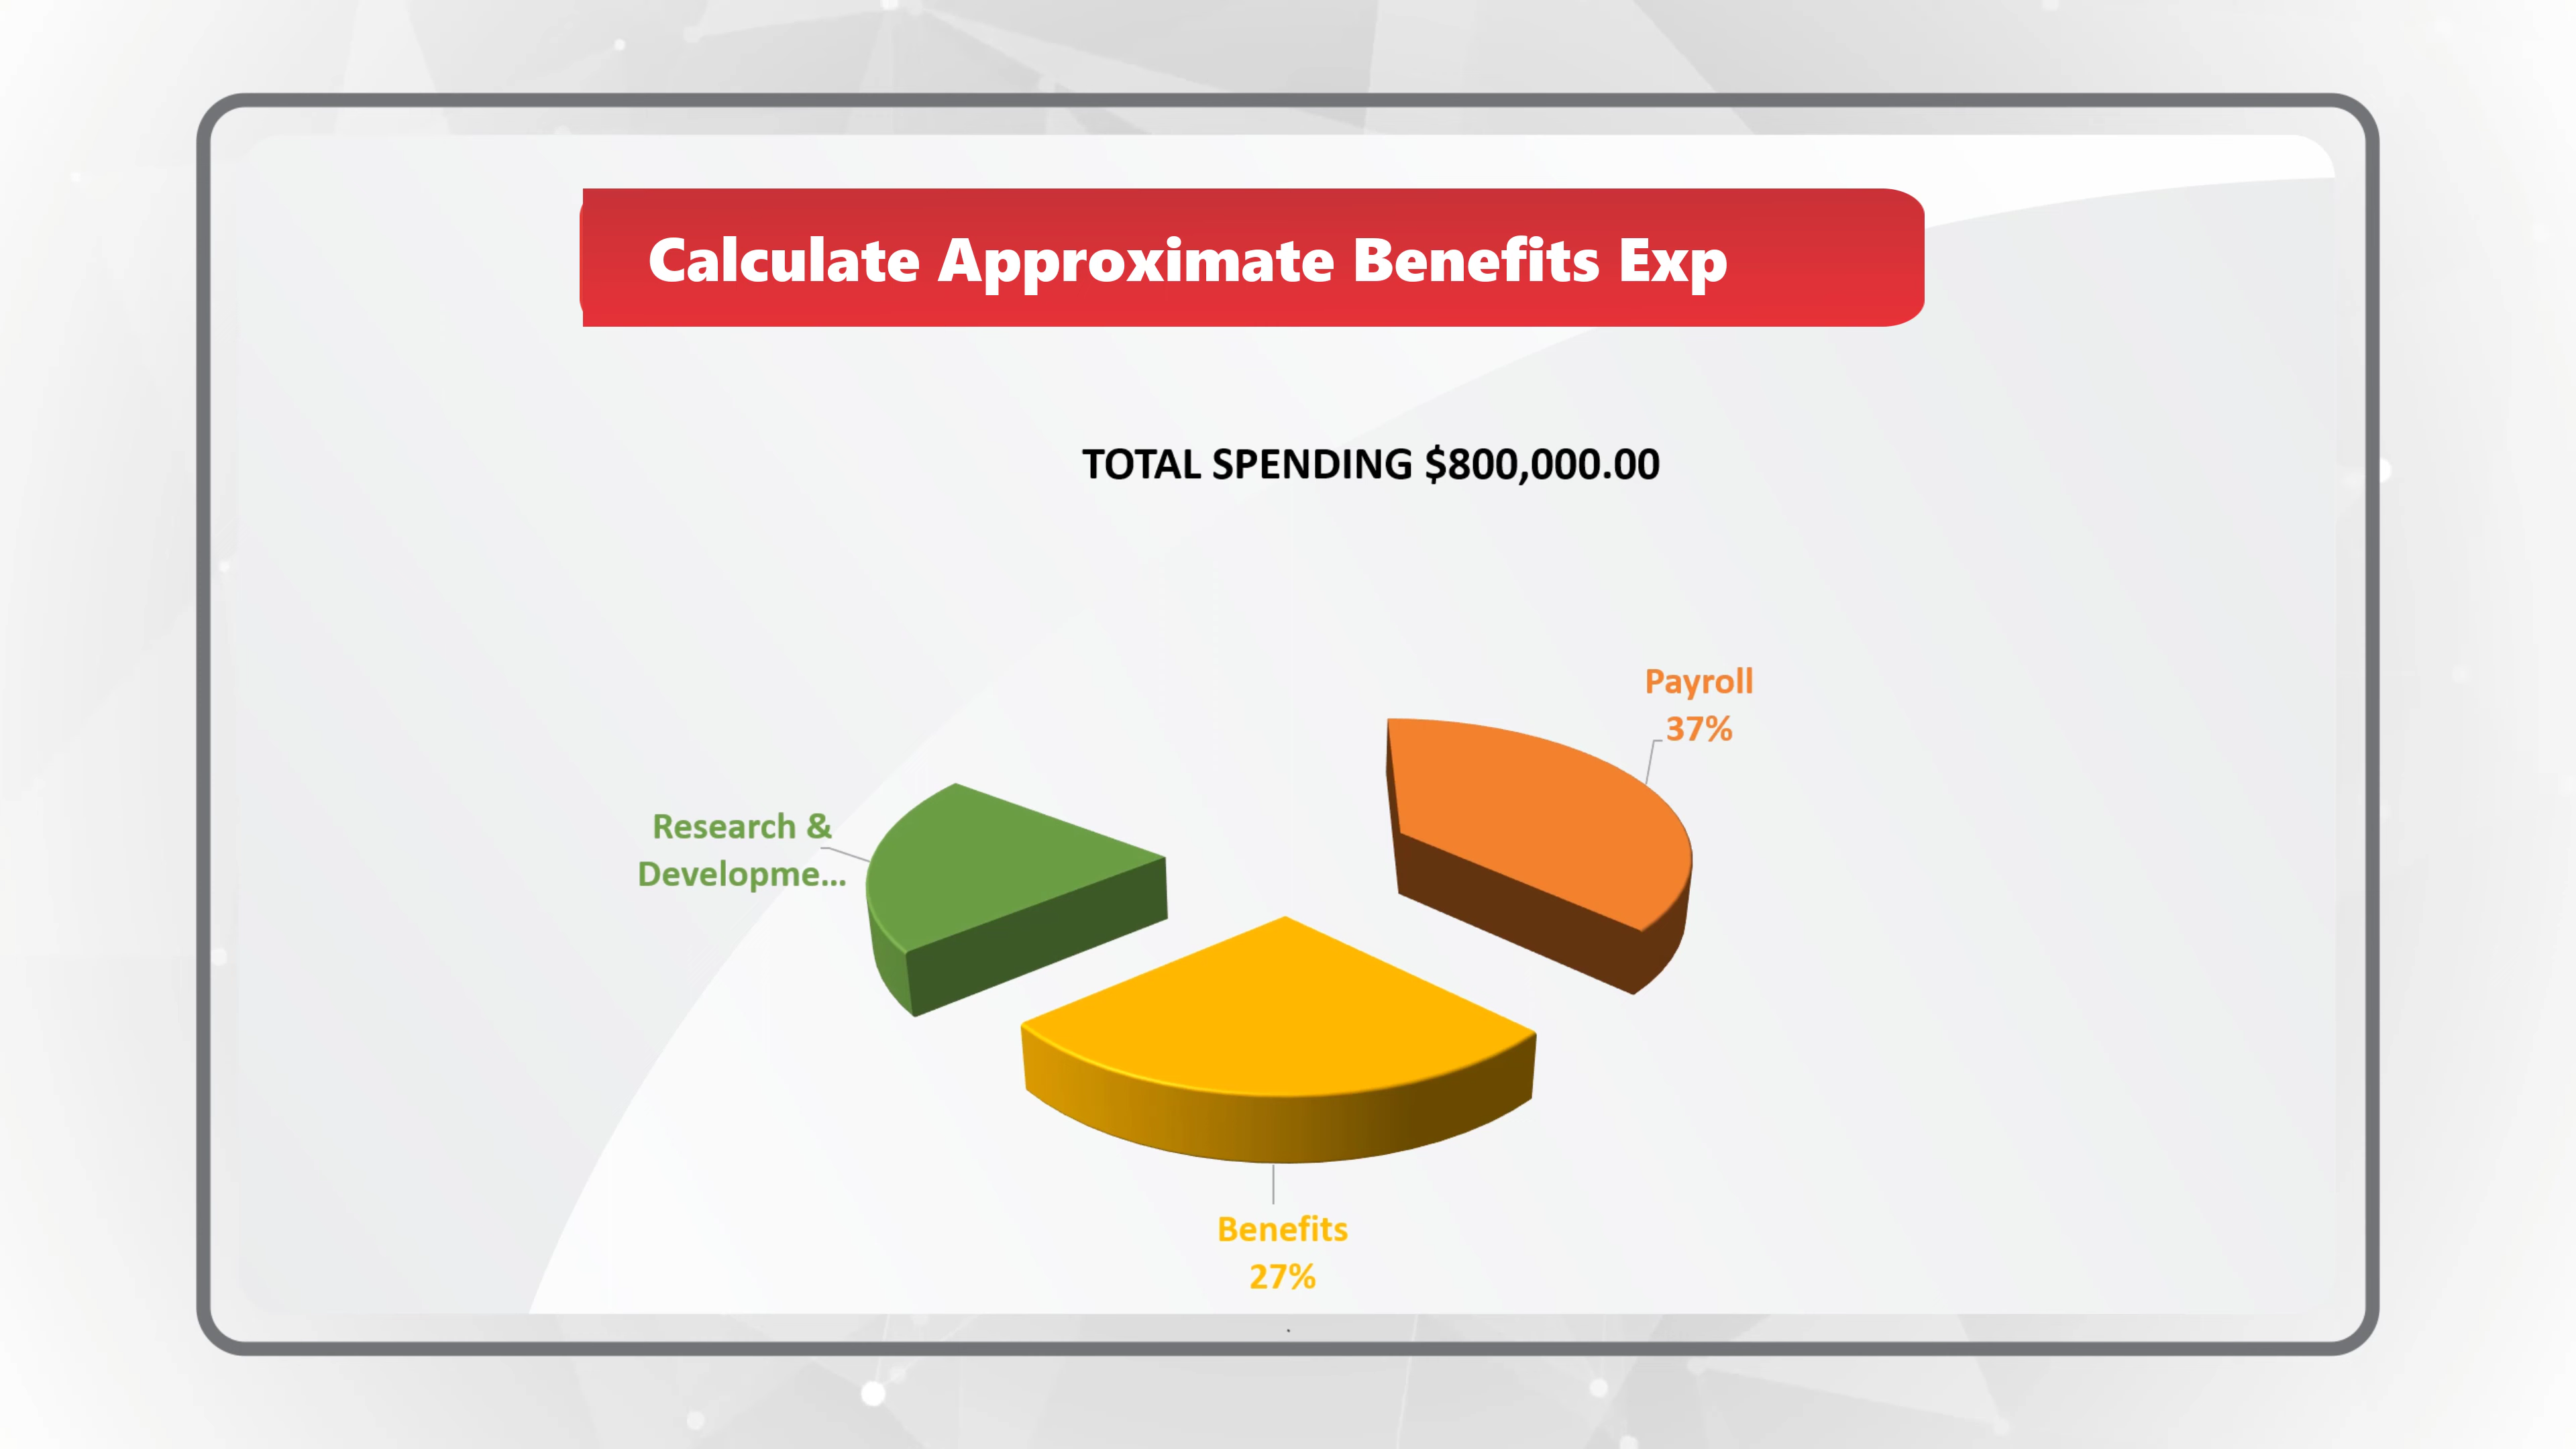 Calculate Approximate Benefits Exp
TOTAL SPENDING $800,000.00
Payroll
37%
Research &
Developme...
Benefits
27%